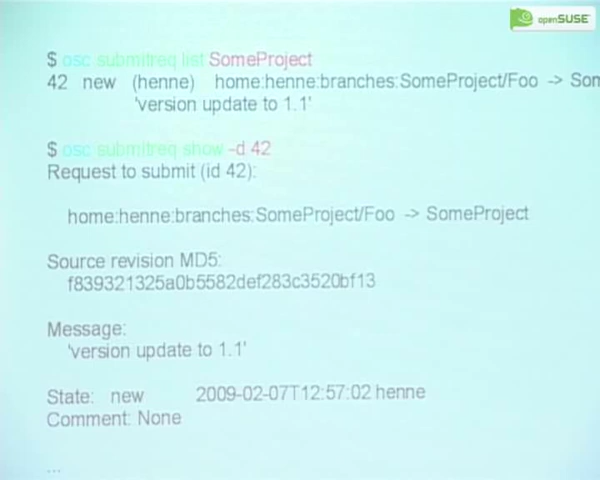 openSUSE
$ osc submitreq list SomeProject
42 new (henne) home:henne:branches:SomeProject/Foo -> Som
'version update to 1.1'
$ osc submitreq show -d 42
Request to submit (id 42):
home:henne:branches:SomeProject/Foo -> SomeProject
Source revision MD5:
f839321325a0b5582def283c3520bf13
Message:
'version update to 1.1'
State: new 2009-02-07T12:57:02 henne
Comment: None
...